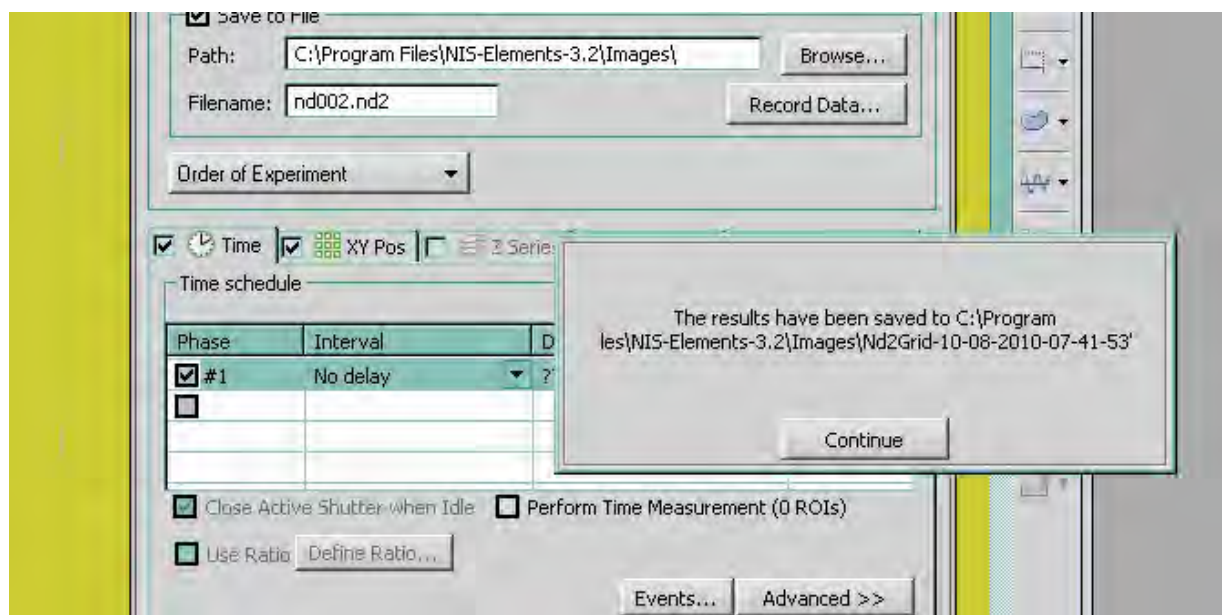 Save to File
Path: C:\Program Files\NIS-Elements-3.2\Images\ Browse...
Filename: nd002.nd2 Record Data...
Order of Experiment
Time XY Pos Z Serie
Time schedule
Phase Interval D
#1 No delay ?
The results have been saved to C:\Program
les\NIS-Elements-3.2\Images\Nd2Grid-10-08-2010-07-41-53'
Continue
Close Active Shutter when Idle Perform Time Measurement (0 ROIs)
Use Ratio Define Ratio...
Events... Advanced >>